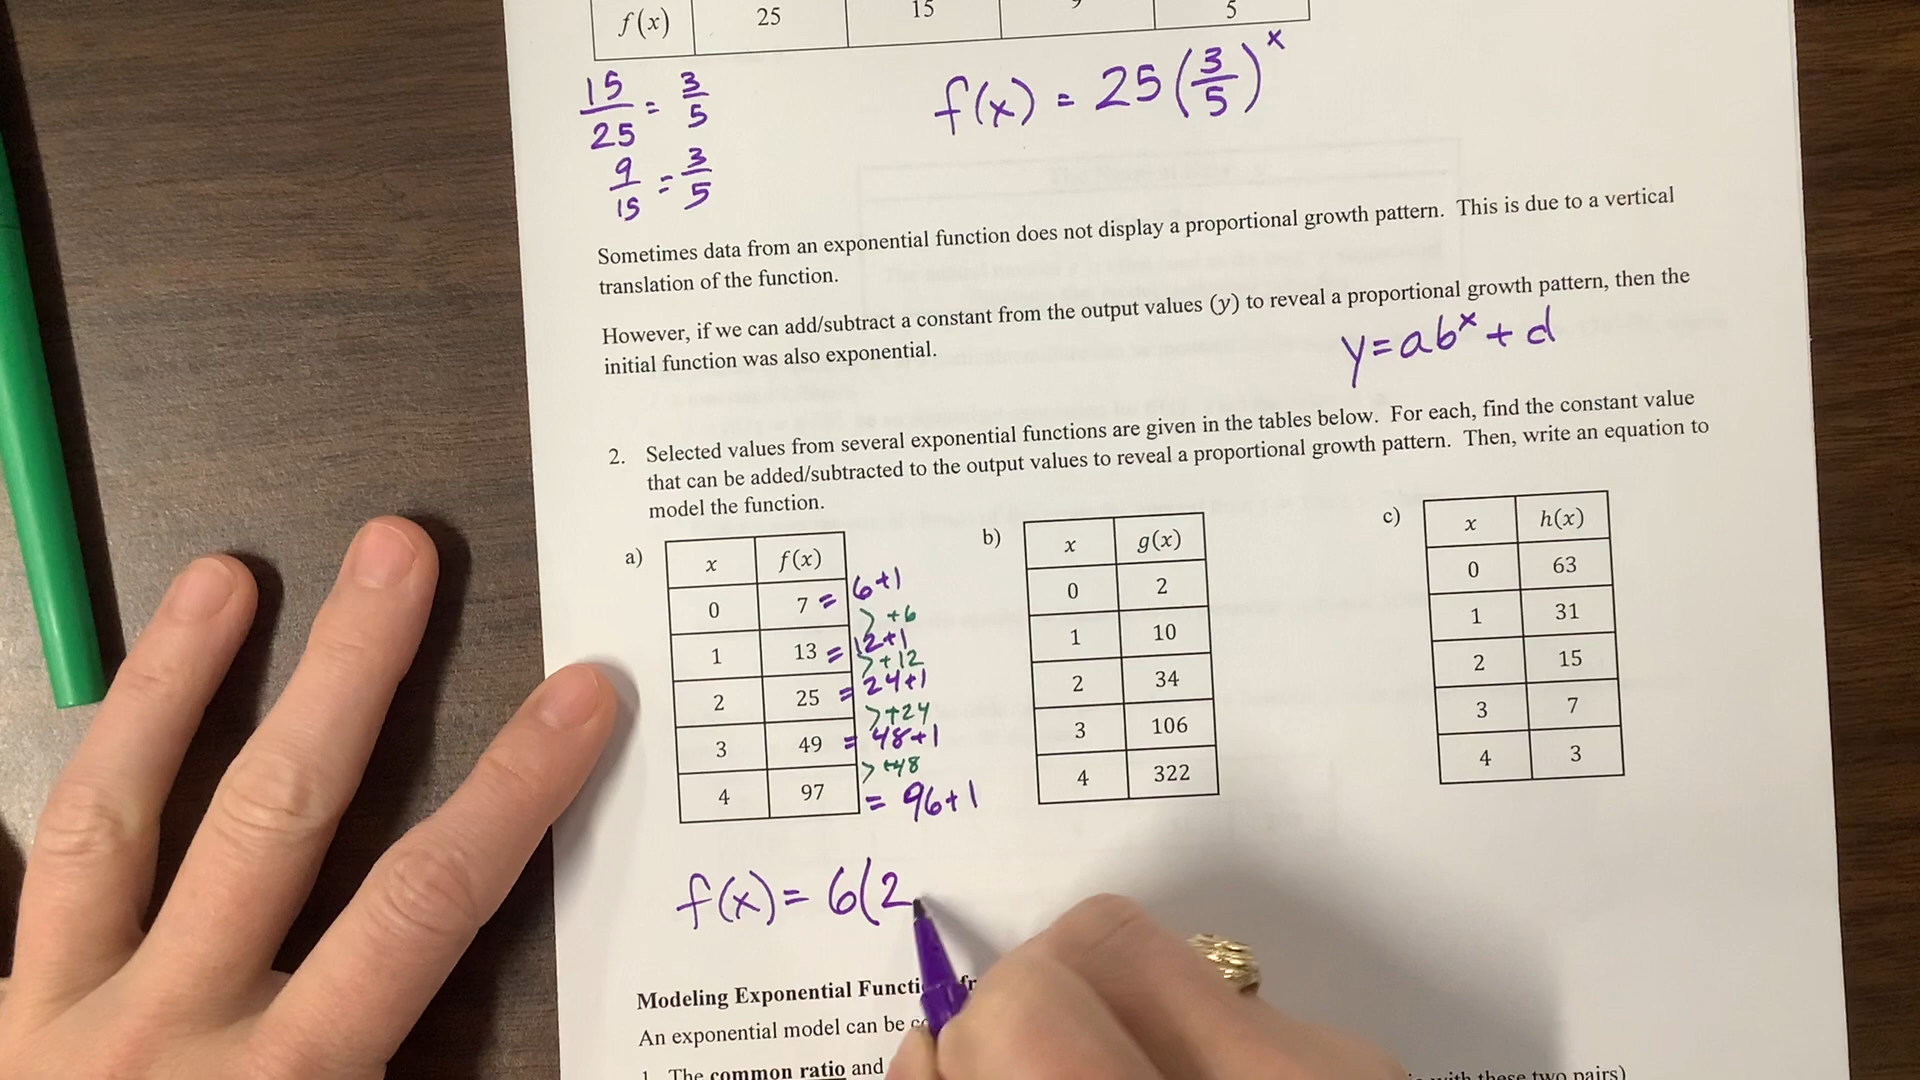 f(x) 25 15 5
15/25 = 3/5
f(x) = 25(3/5)^x
9/15 = 3/5
Sometimes data from an exponential function does not display a proportional growth pattern. This is due to a vertical
translation of the function.
However, if we can add/subtract a constant from the output values (y) to reveal a proportional growth pattern, then the
initial function was also exponential.
y=ab^x + d
2. Selected values from several exponential functions are given in the tables below. For each, find the constant value
that can be added/subtracted to the output values to reveal a proportional growth pattern. Then, write an equation to
model the function.
a)
x f(x)
0 7 = 6+1
> +6
1 13 = 12+1
> +12
2 25 = 24+1
> +24
3 49 = 48+1
> +48
4 97 = 96+1
f(x) = 6(2
b)
x g(x)
0 2
1 10
2 34
3 106
4 322
c)
x h(x)
0 63
1 31
2 15
3 7
4 3
Modeling Exponential
An exponential model can be
1. The common ratio and
with these two pairs)